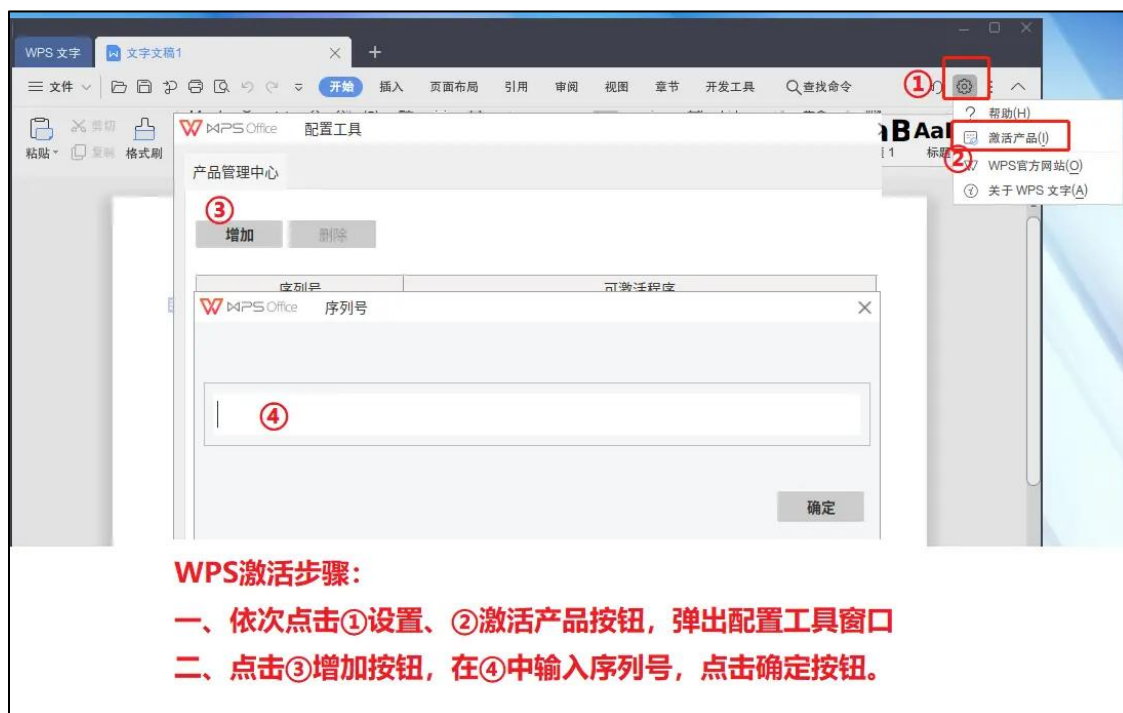 WPS 文字 文字文稿1
文件 开始 插入 页面布局 引用 审阅 视图 章节 开发工具 查找命令 ①
帮助(H)
剪切 WPS Office 配置工具 BAaI 激活产品(I)
粘贴 复制 格式刷 1 标题 ② WPS官方网站(O)
产品管理中心
关于 WPS 文字(A)
③
增加 删除
序列号 可激活程序
WPS Office 序列号
④
确定
WPS激活步骤:
一、依次点击①设置、②激活产品按钮，弹出配置工具窗口
二、点击③增加按钮，在④中输入序列号，点击确定按钮。